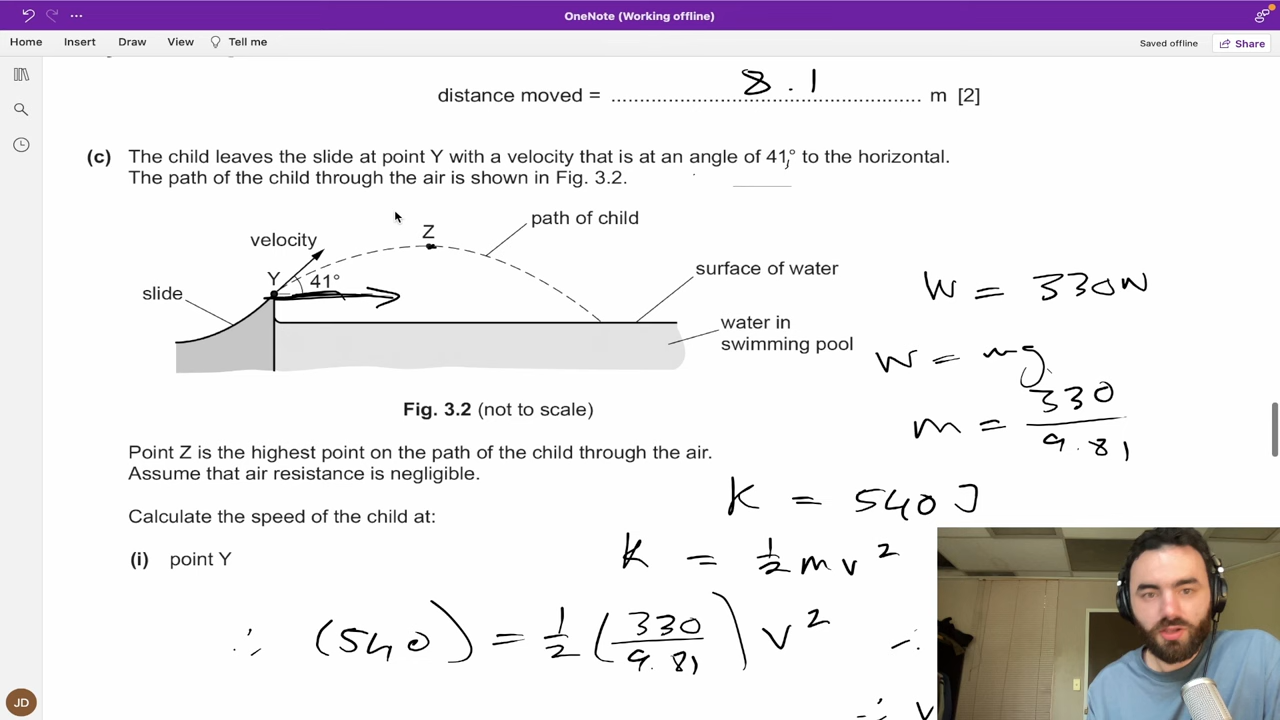 OneNote (Working offline)
Home Insert Draw View Tell me
Saved offline
Share
distance moved = ........ 8.1 ........ m [2]
(c) The child leaves the slide at point Y with a velocity that is at an angle of 41° to the horizontal.
The path of the child through the air is shown in Fig. 3.2.
Z
path of child
velocity
Y
41°
slide
surface of water
water in
swimming pool
Fig. 3.2 (not to scale)
W = 330N
W = mg
m = 330
9.81
Point Z is the highest point on the path of the child through the air.
Assume that air resistance is negligible.
K = 540 J
Calculate the speed of the child at:
K = 1/2 m v 2
(i) point Y
∴ (540) = 1/2 (330/9.81) v 2 ∴
∴ v
JD